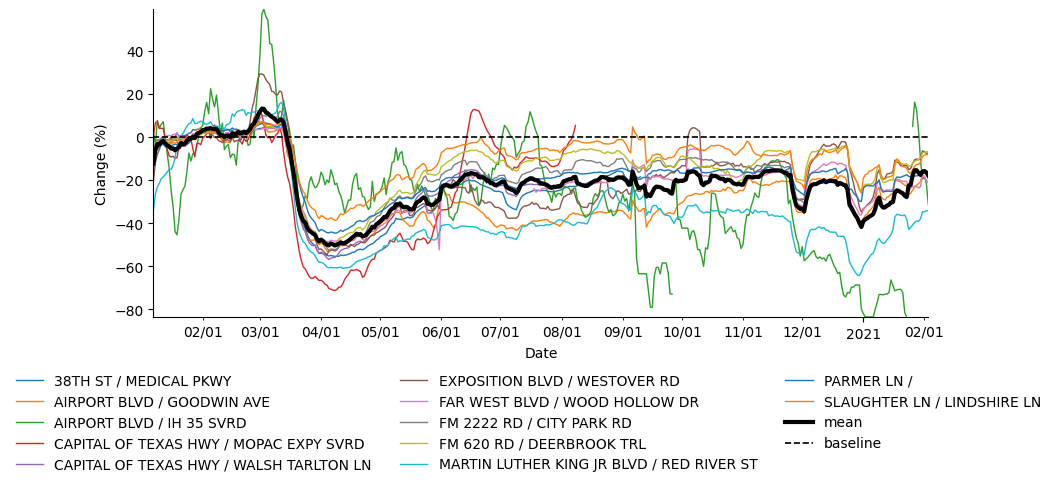 Change (%)
40
20
0
−20
−40
−60
−80
02/01 03/01 04/01 05/01 06/01 07/01 08/01 09/01 10/01 11/01 12/01 2021 02/01
Date
38TH ST / MEDICAL PKWY
AIRPORT BLVD / GOODWIN AVE
AIRPORT BLVD / IH 35 SVRD
CAPITAL OF TEXAS HWY / MOPAC EXPY SVRD
CAPITAL OF TEXAS HWY / WALSH TARLTON LN
EXPOSITION BLVD / WESTOVER RD
FAR WEST BLVD / WOOD HOLLOW DR
FM 2222 RD / CITY PARK RD
FM 620 RD / DEERBROOK TRL
MARTIN LUTHER KING JR BLVD / RED RIVER ST
PARMER LN /
SLAUGHTER LN / LINDSHIRE LN
mean
baseline